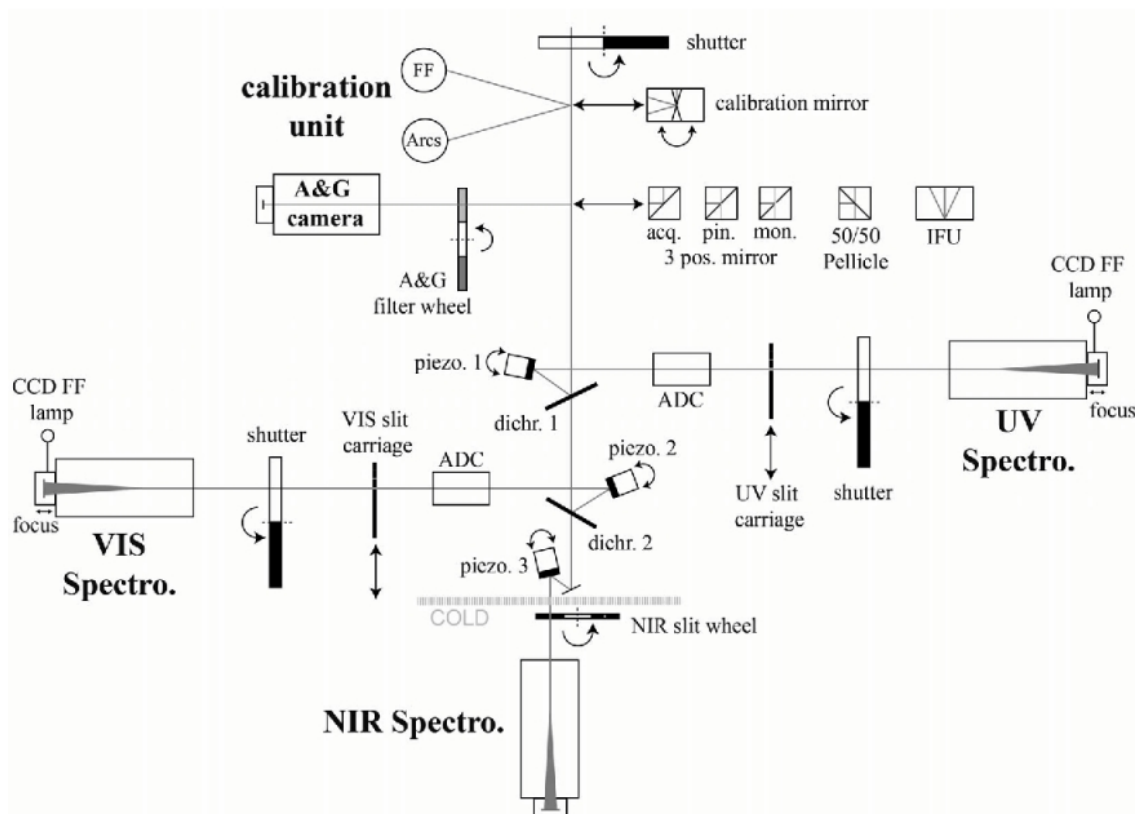 shutter
FF
calibration
unit
calibration mirror
Arcs
A&G
camera
acq.
pin.
mon.
3 pos. mirror
50/50
Pellicle
IFU
A&G
filter wheel
CCD FF
lamp
piezo. 1
ADC
dichr. 1
focus
UV
Spectro.
CCD FF
lamp
VIS slit
carriage
shutter
ADC
piezo. 2
UV slit
carriage
shutter
focus
VIS
Spectro.
dichr. 2
piezo. 3
COLD
NIR slit wheel
NIR Spectro.